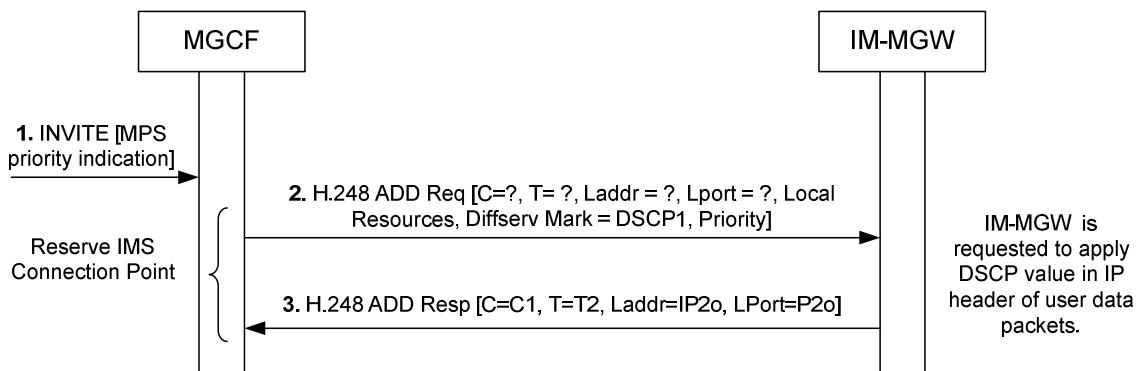 MGCF
IM-MGW
1. INVITE [MPS
priority indication]
2. H.248 ADD Req [C=?, T= ?, Laddr = ?, Lport = ?, Local
Resources, Diffserv Mark = DSCP1, Priority]
Reserve IMS
Connection Point
IM-MGW is
requested to apply
DSCP value in IP
header of user data
packets.
3. H.248 ADD Resp [C=C1, T=T2, Laddr=IP2o, LPort=P2o]